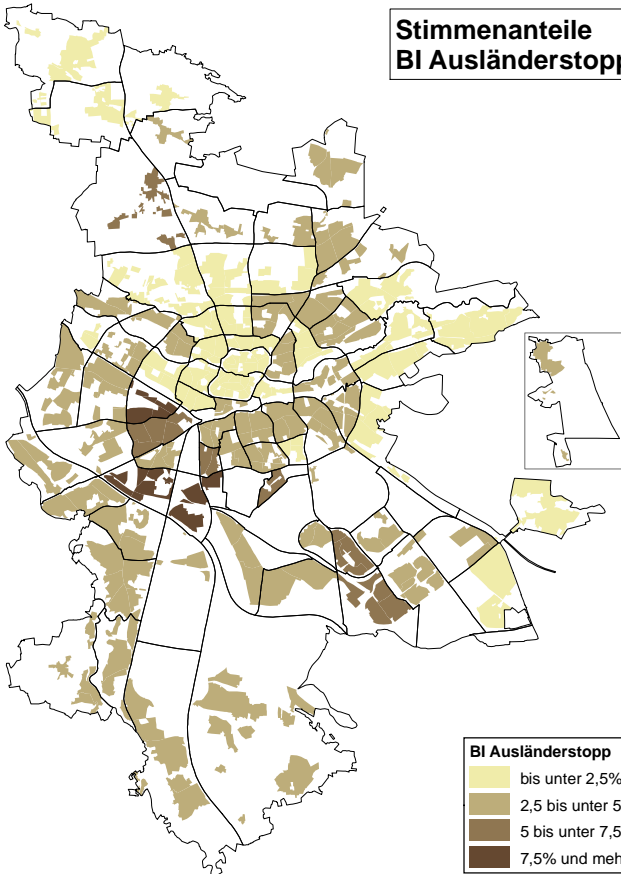 Stimmenanteile
BI Ausländerstopp
BI Ausländerstopp
bis unter 2,5%
2,5 bis unter 5
5 bis unter 7,5
7,5% und meh